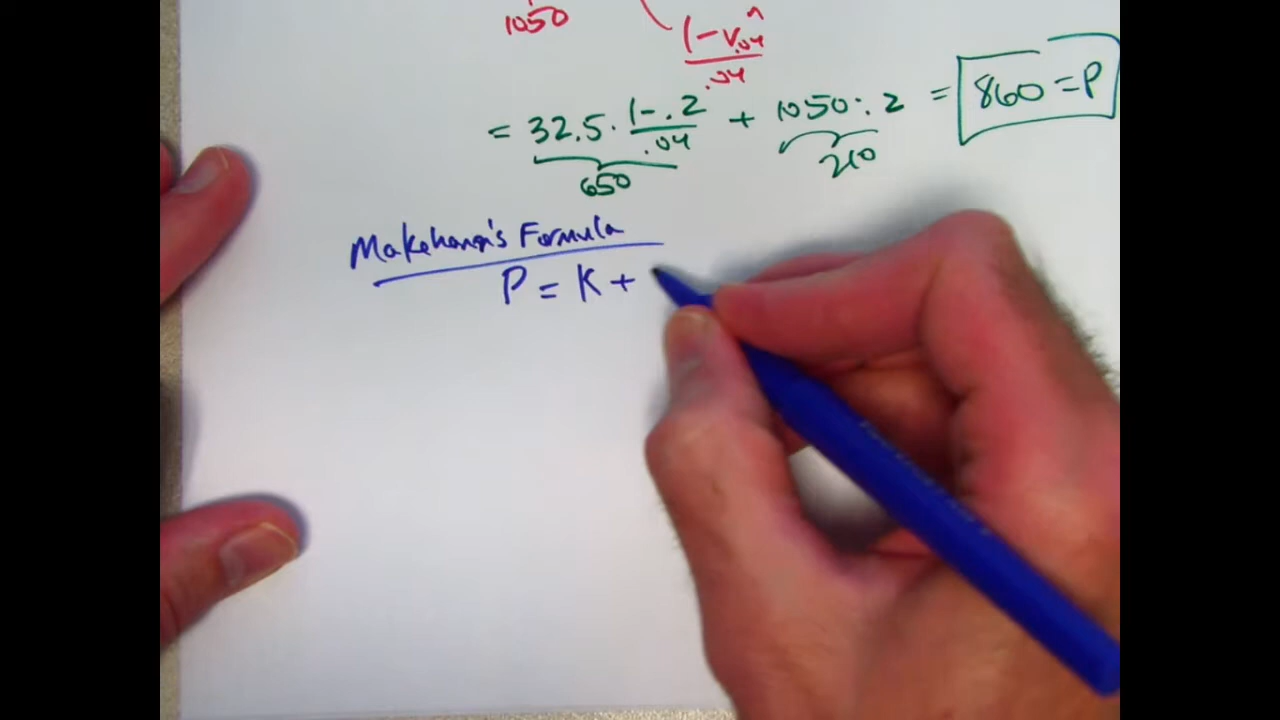 1050
1-v.04^n
.04
= 32.5 · 1-.2/.04 + 1050·.2 = 860=P
650
210
Makeham's Formula
P = K +